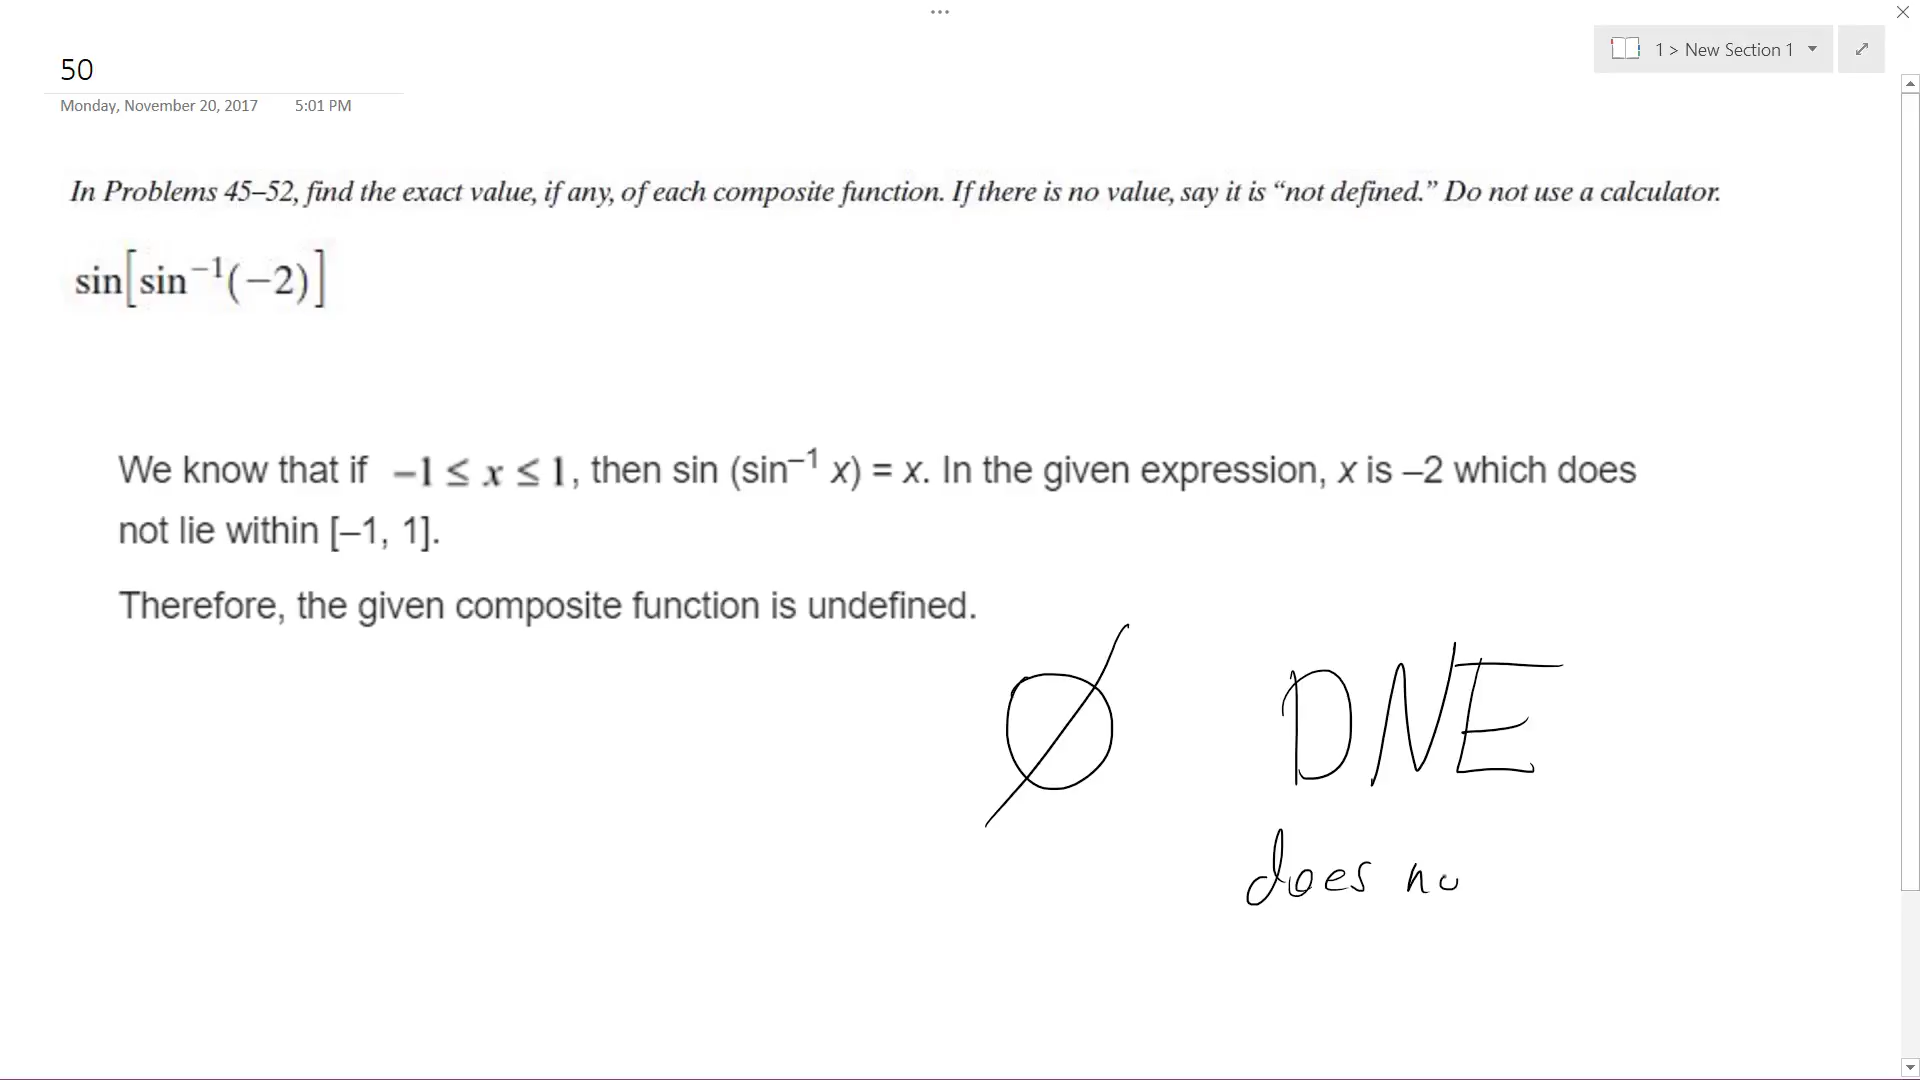 1 > New Section 1
50
Monday, November 20, 2017 5:01 PM
In Problems 45–52, find the exact value, if any, of each composite function. If there is no value, say it is “not defined.” Do not use a calculator.
sin[sin⁻¹(−2)]
We know that if −1 ≤ x ≤ 1, then sin (sin⁻¹ x) = x. In the given expression, x is –2 which does
not lie within [–1, 1].
Therefore, the given composite function is undefined.
∅ DNE
does no